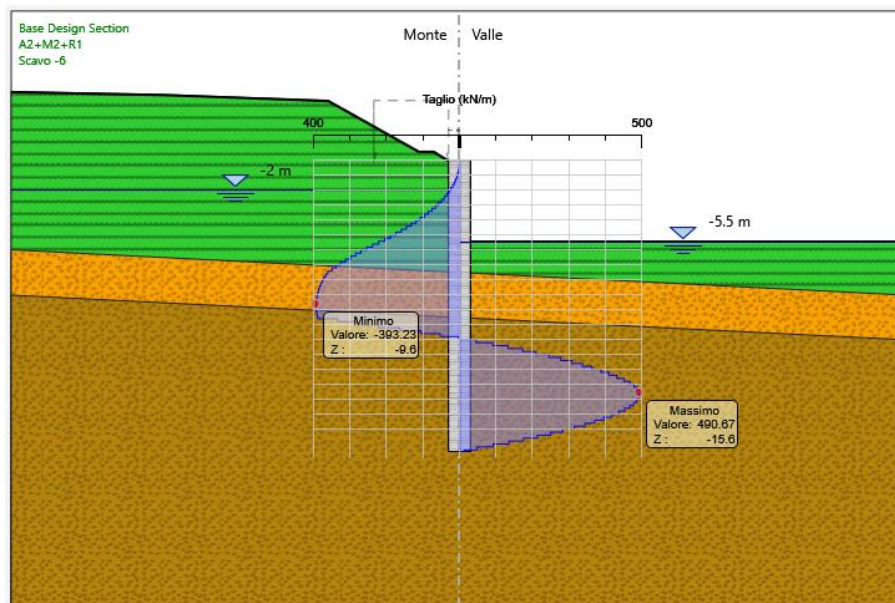 Base Design Section
A2+M2+R1
Scavo -6
Monte Valle
Taglio (kN/m)
400 0 500
-2 m
-5.5 m
Minimo
Valore: -393.23
Z : -9.6
Massimo
Valore: 490.67
Z : -15.6